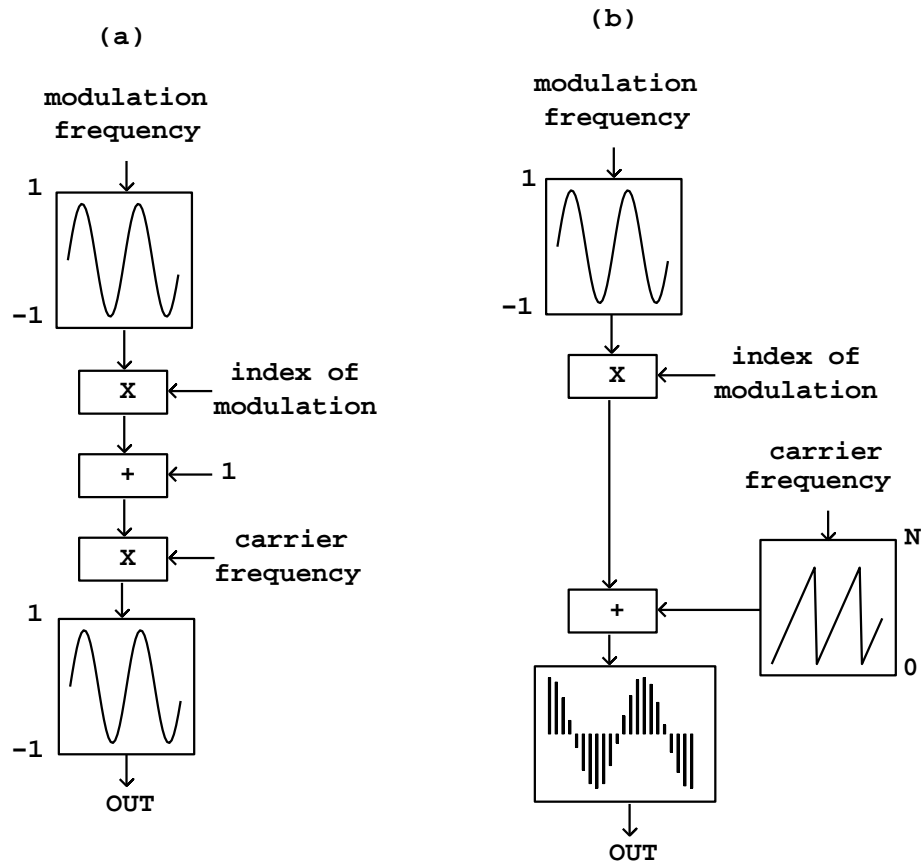 (a)
modulation
frequency
1
-1
X
index of
modulation
+
1
X
carrier
frequency
1
-1
OUT
(b)
modulation
frequency
1
-1
X
index of
modulation
carrier
frequency
N
0
+
OUT